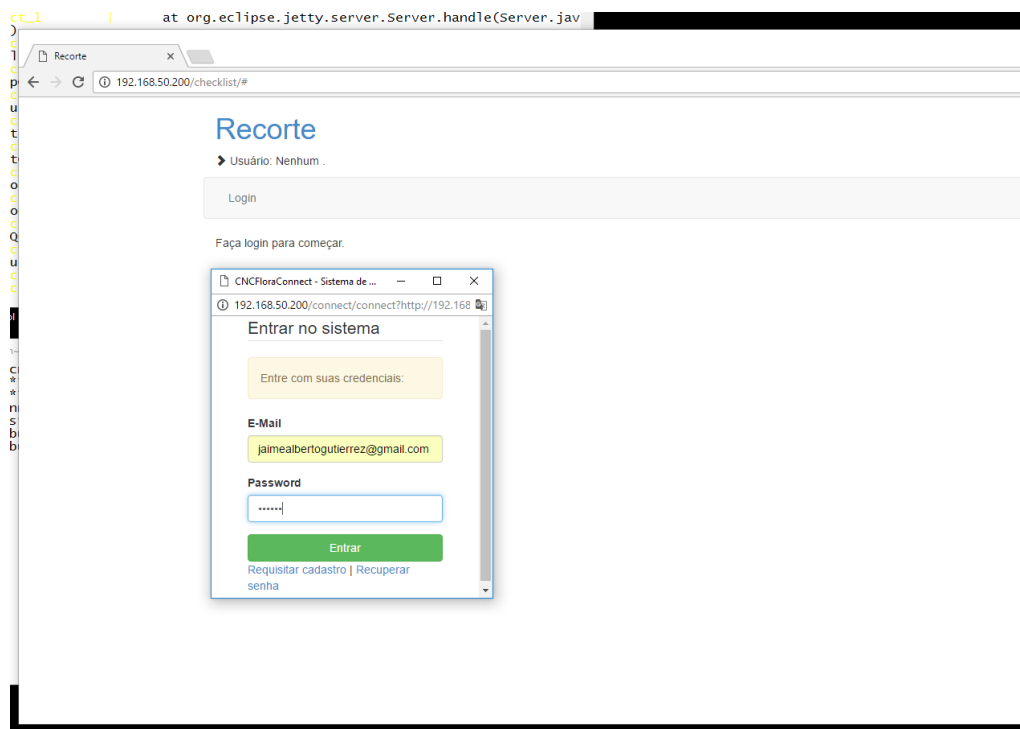 ct_1 | at org.eclipse.jetty.server.Server.handle(Server.jav
)
Recorte
192.168.50.200/checklist/#
Recorte
Usuário: Nenhum .
Login
Faça login para começar.
CNCFloraConnect - Sistema de ...
192.168.50.200/connect/connect?http://192.168
Entrar no sistema
Entre com suas credenciais:
E-Mail
jaimealbertogutierrez@gmail.com
Password
••••••
Entrar
Requisitar cadastro | Recuperar
senha